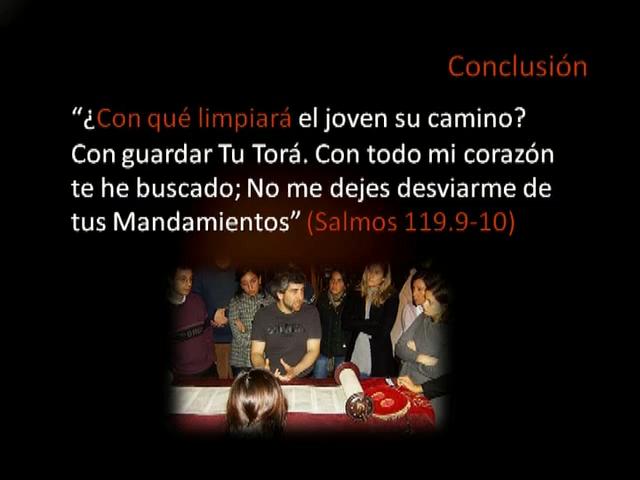 Conclusión
“¿Con qué limpiará el joven su camino?
Con guardar Tu Torá. Con todo mi corazón
te he buscado; No me dejes desviarme de
tus Mandamientos” (Salmos 119.9-10)